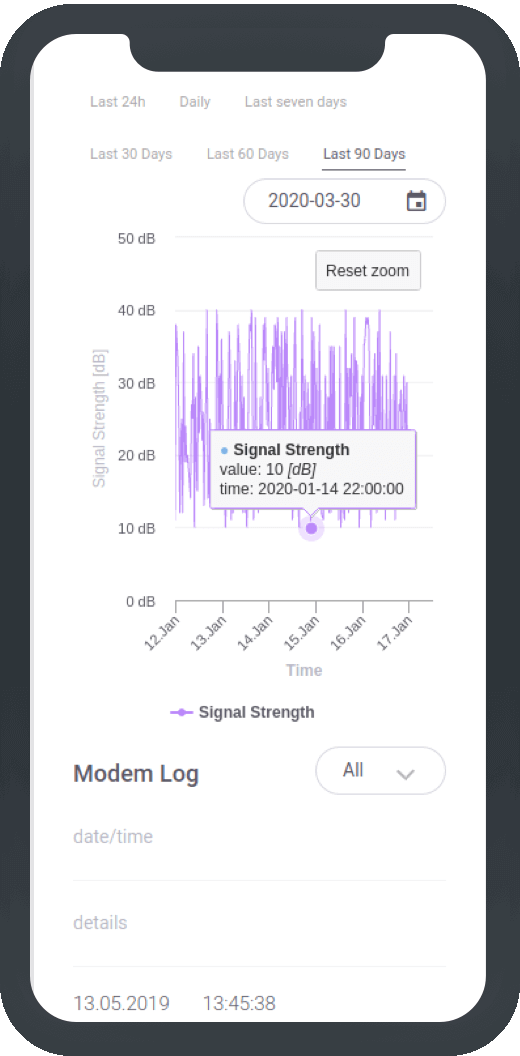 Last 24h Daily Last seven days
Last 30 Days Last 60 Days Last 90 Days
2020-03-30
50 dB
Reset zoom
40 dB
30 dB
20 dB
10 dB
0 dB
Signal Strength [dB]
Signal Strength
value: 10 [dB]
time: 2020-01-14 22:00:00
12.Jan 13.Jan 14.Jan 15.Jan 16.Jan 17.Jan
Time
Signal Strength
Modem Log All
date/time
details
13.05.2019 13:45:38